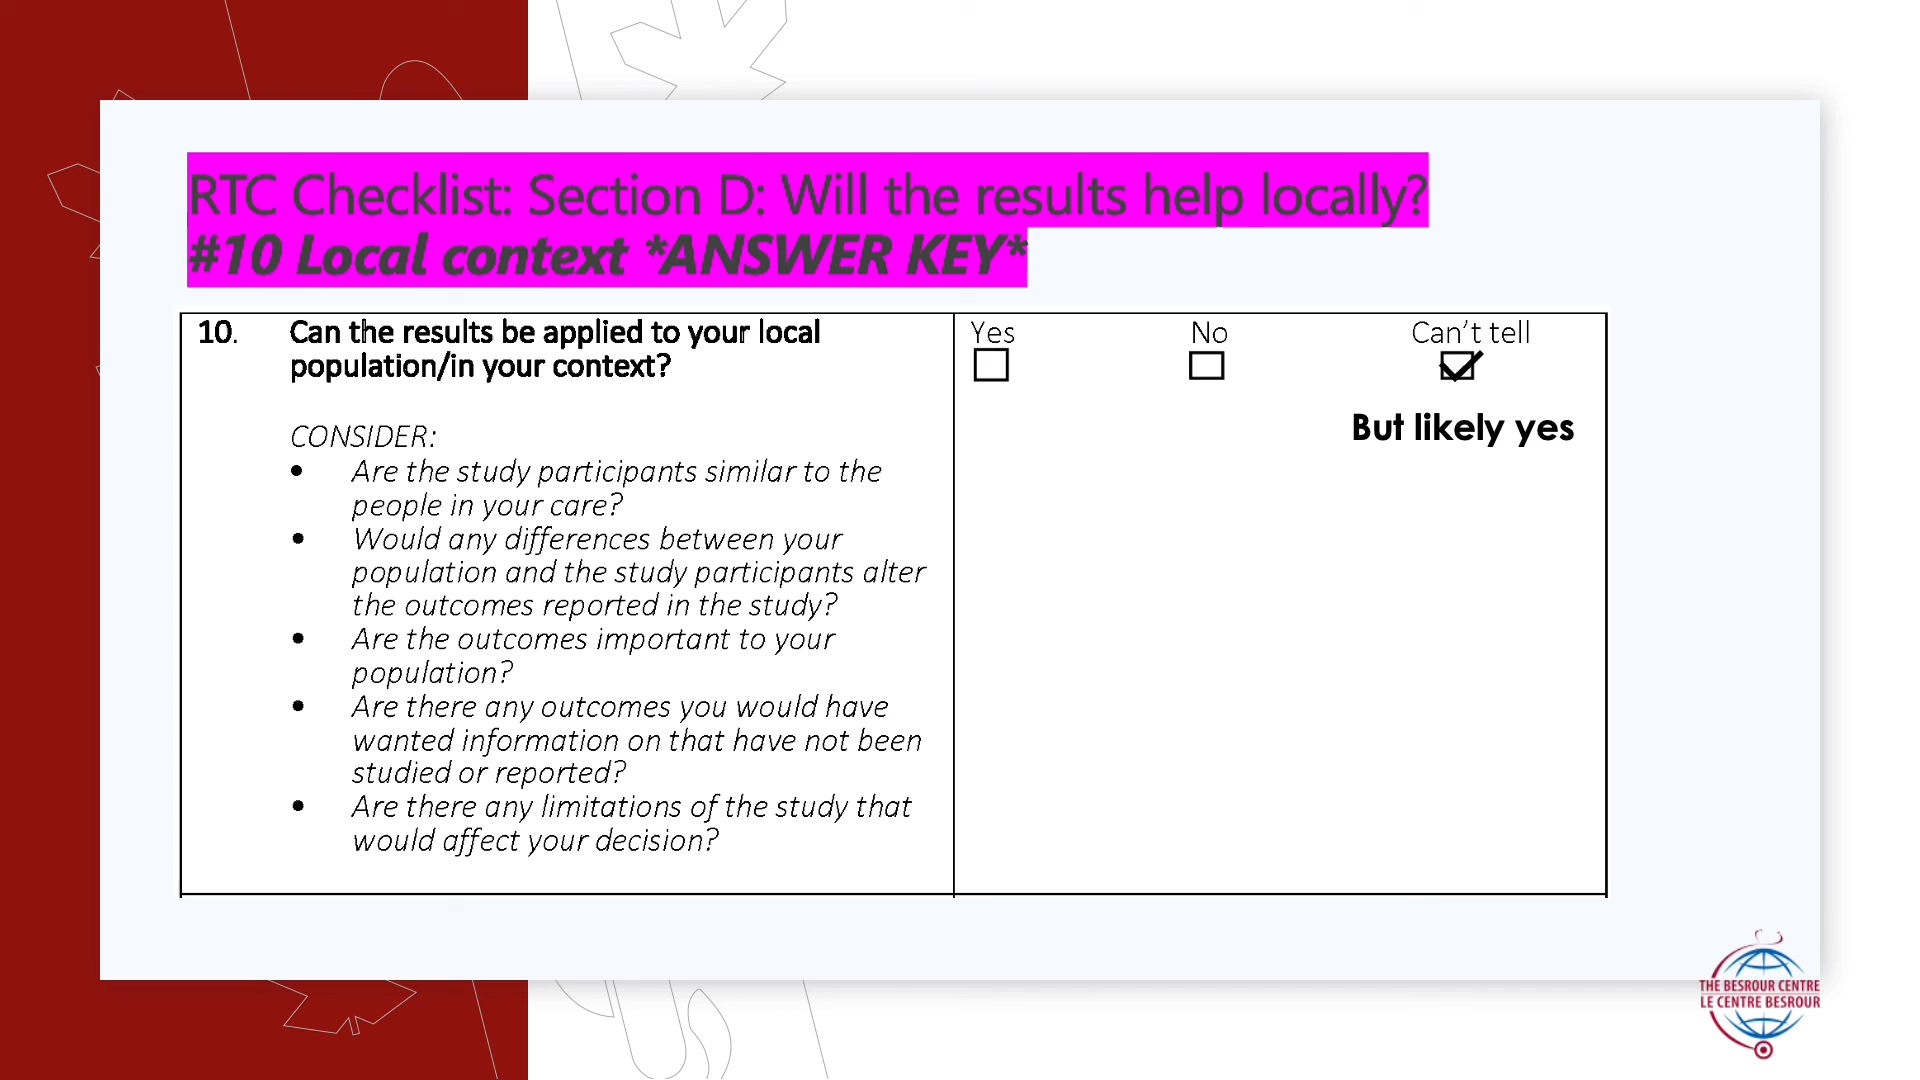 RTC Checklist: Section D: Will the results help locally?
#10 Local context *ANSWER KEY*
10. Can the results be applied to your local
population/in your context?
Yes No Can't tell
But likely yes
CONSIDER:
• Are the study participants similar to the
people in your care?
• Would any differences between your
population and the study participants alter
the outcomes reported in the study?
• Are the outcomes important to your
population?
• Are there any outcomes you would have
wanted information on that have not been
studied or reported?
• Are there any limitations of the study that
would affect your decision?
THE BESROUR CENTRE
LE CENTRE BESROUR